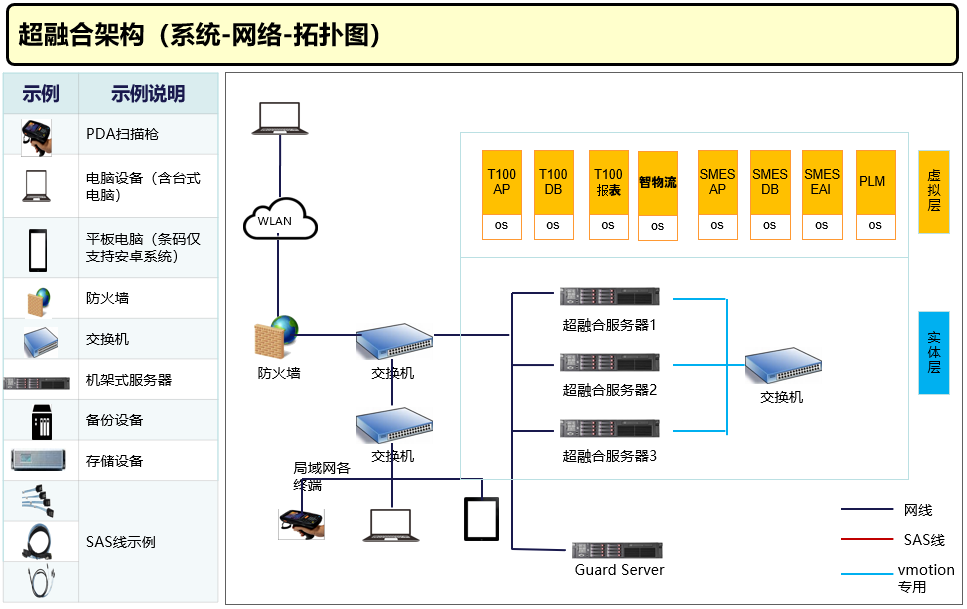 超融合架构（系统-网络-拓扑图）
示例
示例说明
PDA扫描枪
电脑设备（含台式
电脑）
平板电脑（条码仅
支持安卓系统）
防火墙
交换机
机架式服务器
备份设备
存储设备
SAS线示例
WLAN
防火墙
交换机
交换机
局域网各
终端
T100
AP
os
T100
DB
os
T100
报表
os
智物流
os
SMES
AP
os
SMES
DB
os
SMES
EAI
os
PLM
os
虚
拟
层
超融合服务器1
超融合服务器2
超融合服务器3
交换机
实
体
层
Guard Server
网线
SAS线
vmotion
专用